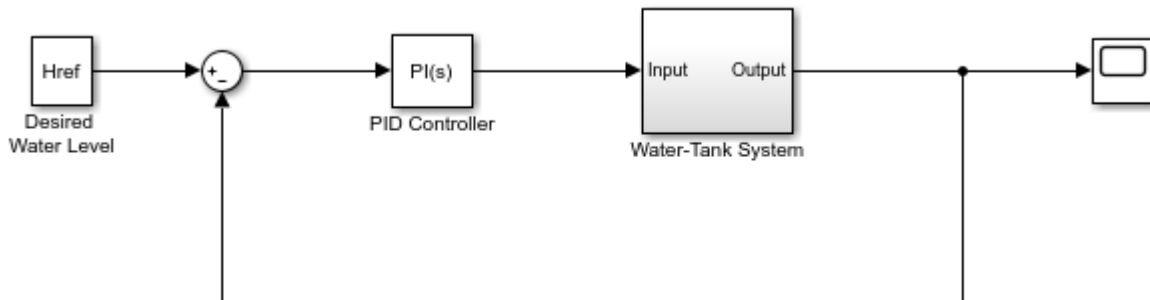 Href
Desired
Water Level
+
−
PI(s)
PID Controller
Input
Output
Water-Tank System